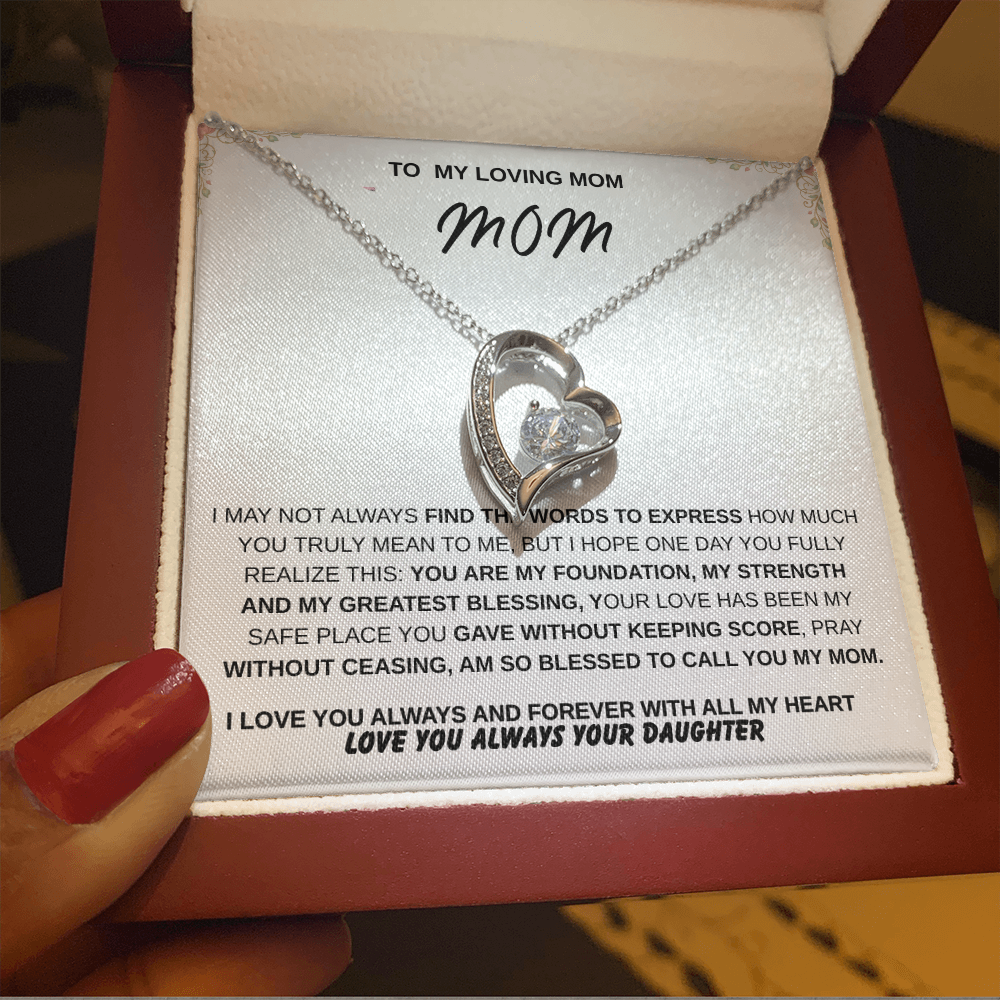 TO MY LOVING MOM
MOM
I MAY NOT ALWAYS FIND TH WORDS TO EXPRESS HOW MUCH
YOU TRULY MEAN TO ME, BUT I HOPE ONE DAY YOU FULLY
REALIZE THIS: YOU ARE MY FOUNDATION, MY STRENGTH
AND MY GREATEST BLESSING, YOUR LOVE HAS BEEN MY
SAFE PLACE YOU GAVE WITHOUT KEEPING SCORE, PRAY
WITHOUT CEASING, AM SO BLESSED TO CALL YOU MY MOM.
I LOVE YOU ALWAYS AND FOREVER WITH ALL MY HEART
LOVE YOU ALWAYS YOUR DAUGHTER